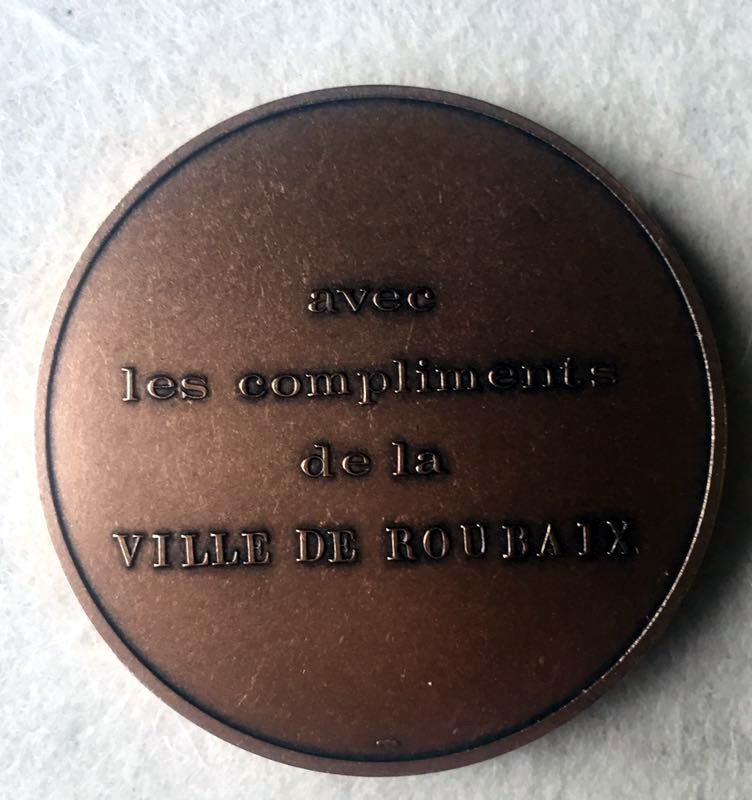 avec
les compliments
de la
VILLE DE ROUBAIX